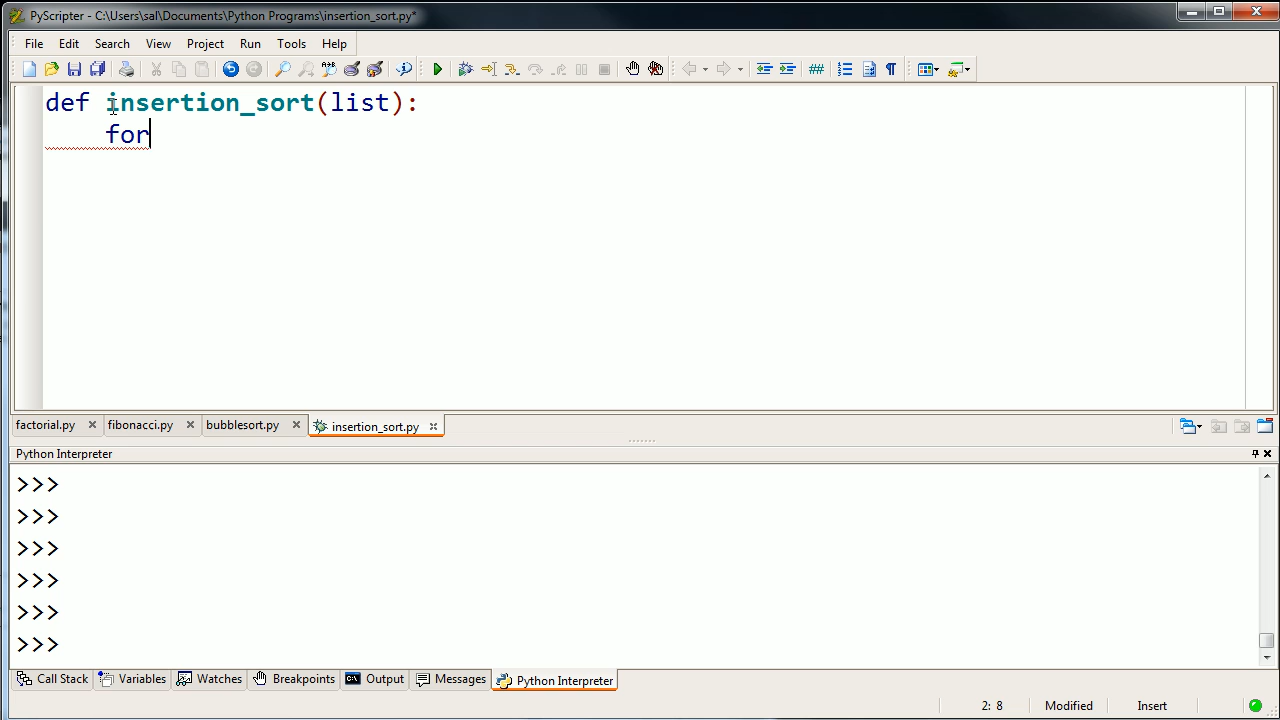 PyScripter - C:\Users\sal\Documents\Python Programs\insertion_sort.py*
File Edit Search View Project Run Tools Help
def insertion_sort(list):
    for
factorial.py fibonacci.py bubblesort.py insertion_sort.py
Python Interpreter
>>>
>>>
>>>
>>>
>>>
>>>
Call Stack Variables Watches Breakpoints Output Messages Python Interpreter
2: 8 Modified Insert